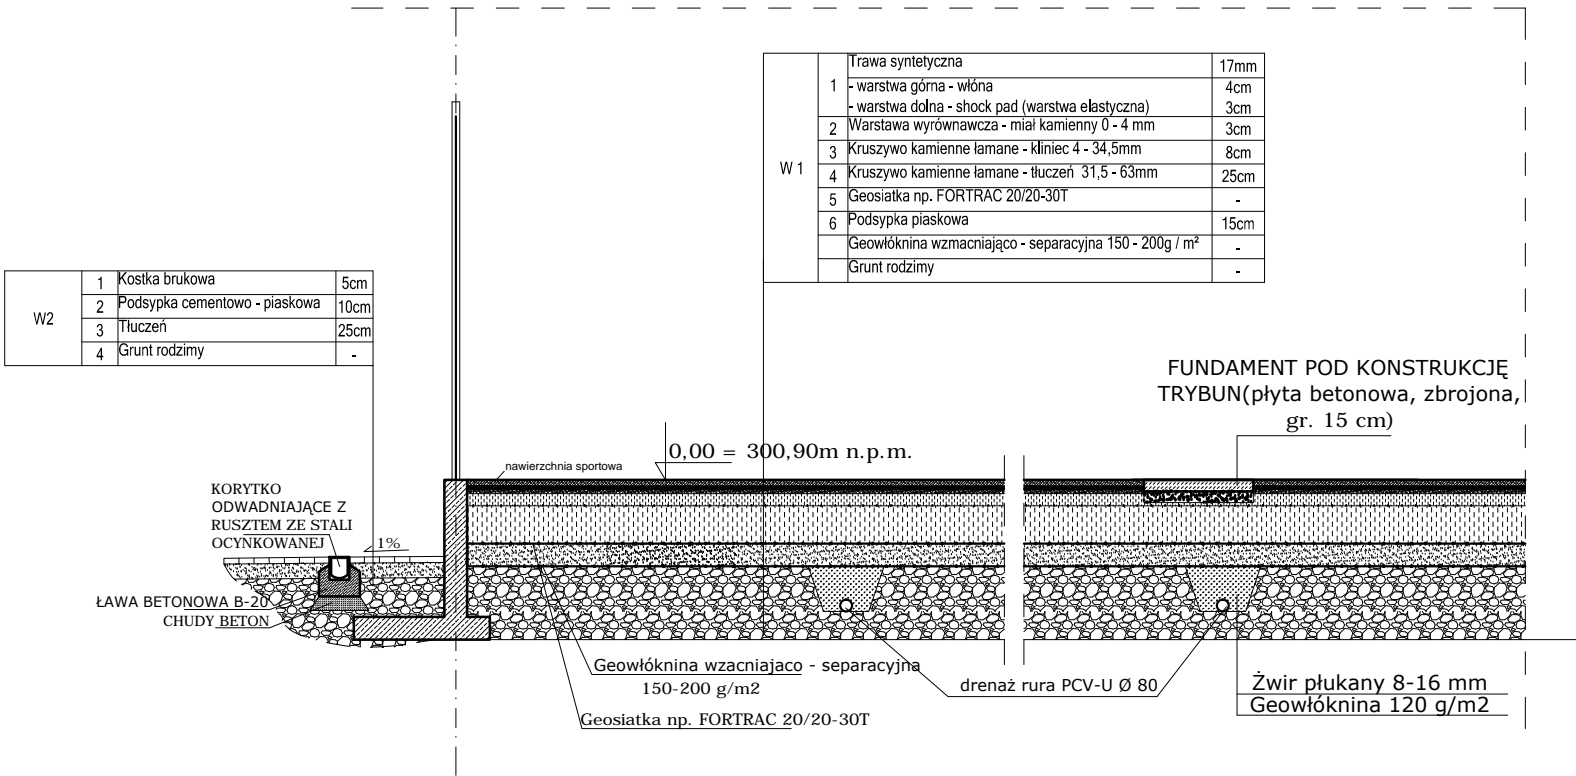 W 1
1
Trawa syntetyczna 17mm
- warstwa górna - włóna 4cm
- warstwa dolna - shock pad (warstwa elastyczna) 3cm
2 Warstawa wyrównawcza - miał kamienny 0 - 4 mm 3cm
3 Kruszywo kamienne łamane - kliniec 4 - 34,5mm 8cm
4 Kruszywo kamienne łamane - tłuczeń 31,5 - 63mm 25cm
5 Geosiatka np. FORTRAC 20/20-30T -
6 Podsypka piaskowa 15cm
Geowłóknina wzmacniająco - separacyjna 150 - 200g / m² -
Grunt rodzimy -
W2
1 Kostka brukowa 5cm
2 Podsypka cementowo - piaskowa 10cm
3 Tłuczeń 25cm
4 Grunt rodzimy -
FUNDAMENT POD KONSTRUKCJĘ
TRYBUN(płyta betonowa, zbrojona,
gr. 15 cm)
0,00 = 300,90m n.p.m.
nawierzchnia sportowa
KORYTKO
ODWADNIAJĄCE Z
RUSZTEM ZE STALI
OCYNKOWANEJ
1%
ŁAWA BETONOWA B-20
CHUDY BETON
Geowłóknina wzacniajaco - separacyjna
150-200 g/m2
Geosiatka np. FORTRAC 20/20-30T
drenaż rura PCV-U Ø 80
Żwir płukany 8-16 mm
Geowłóknina 120 g/m2